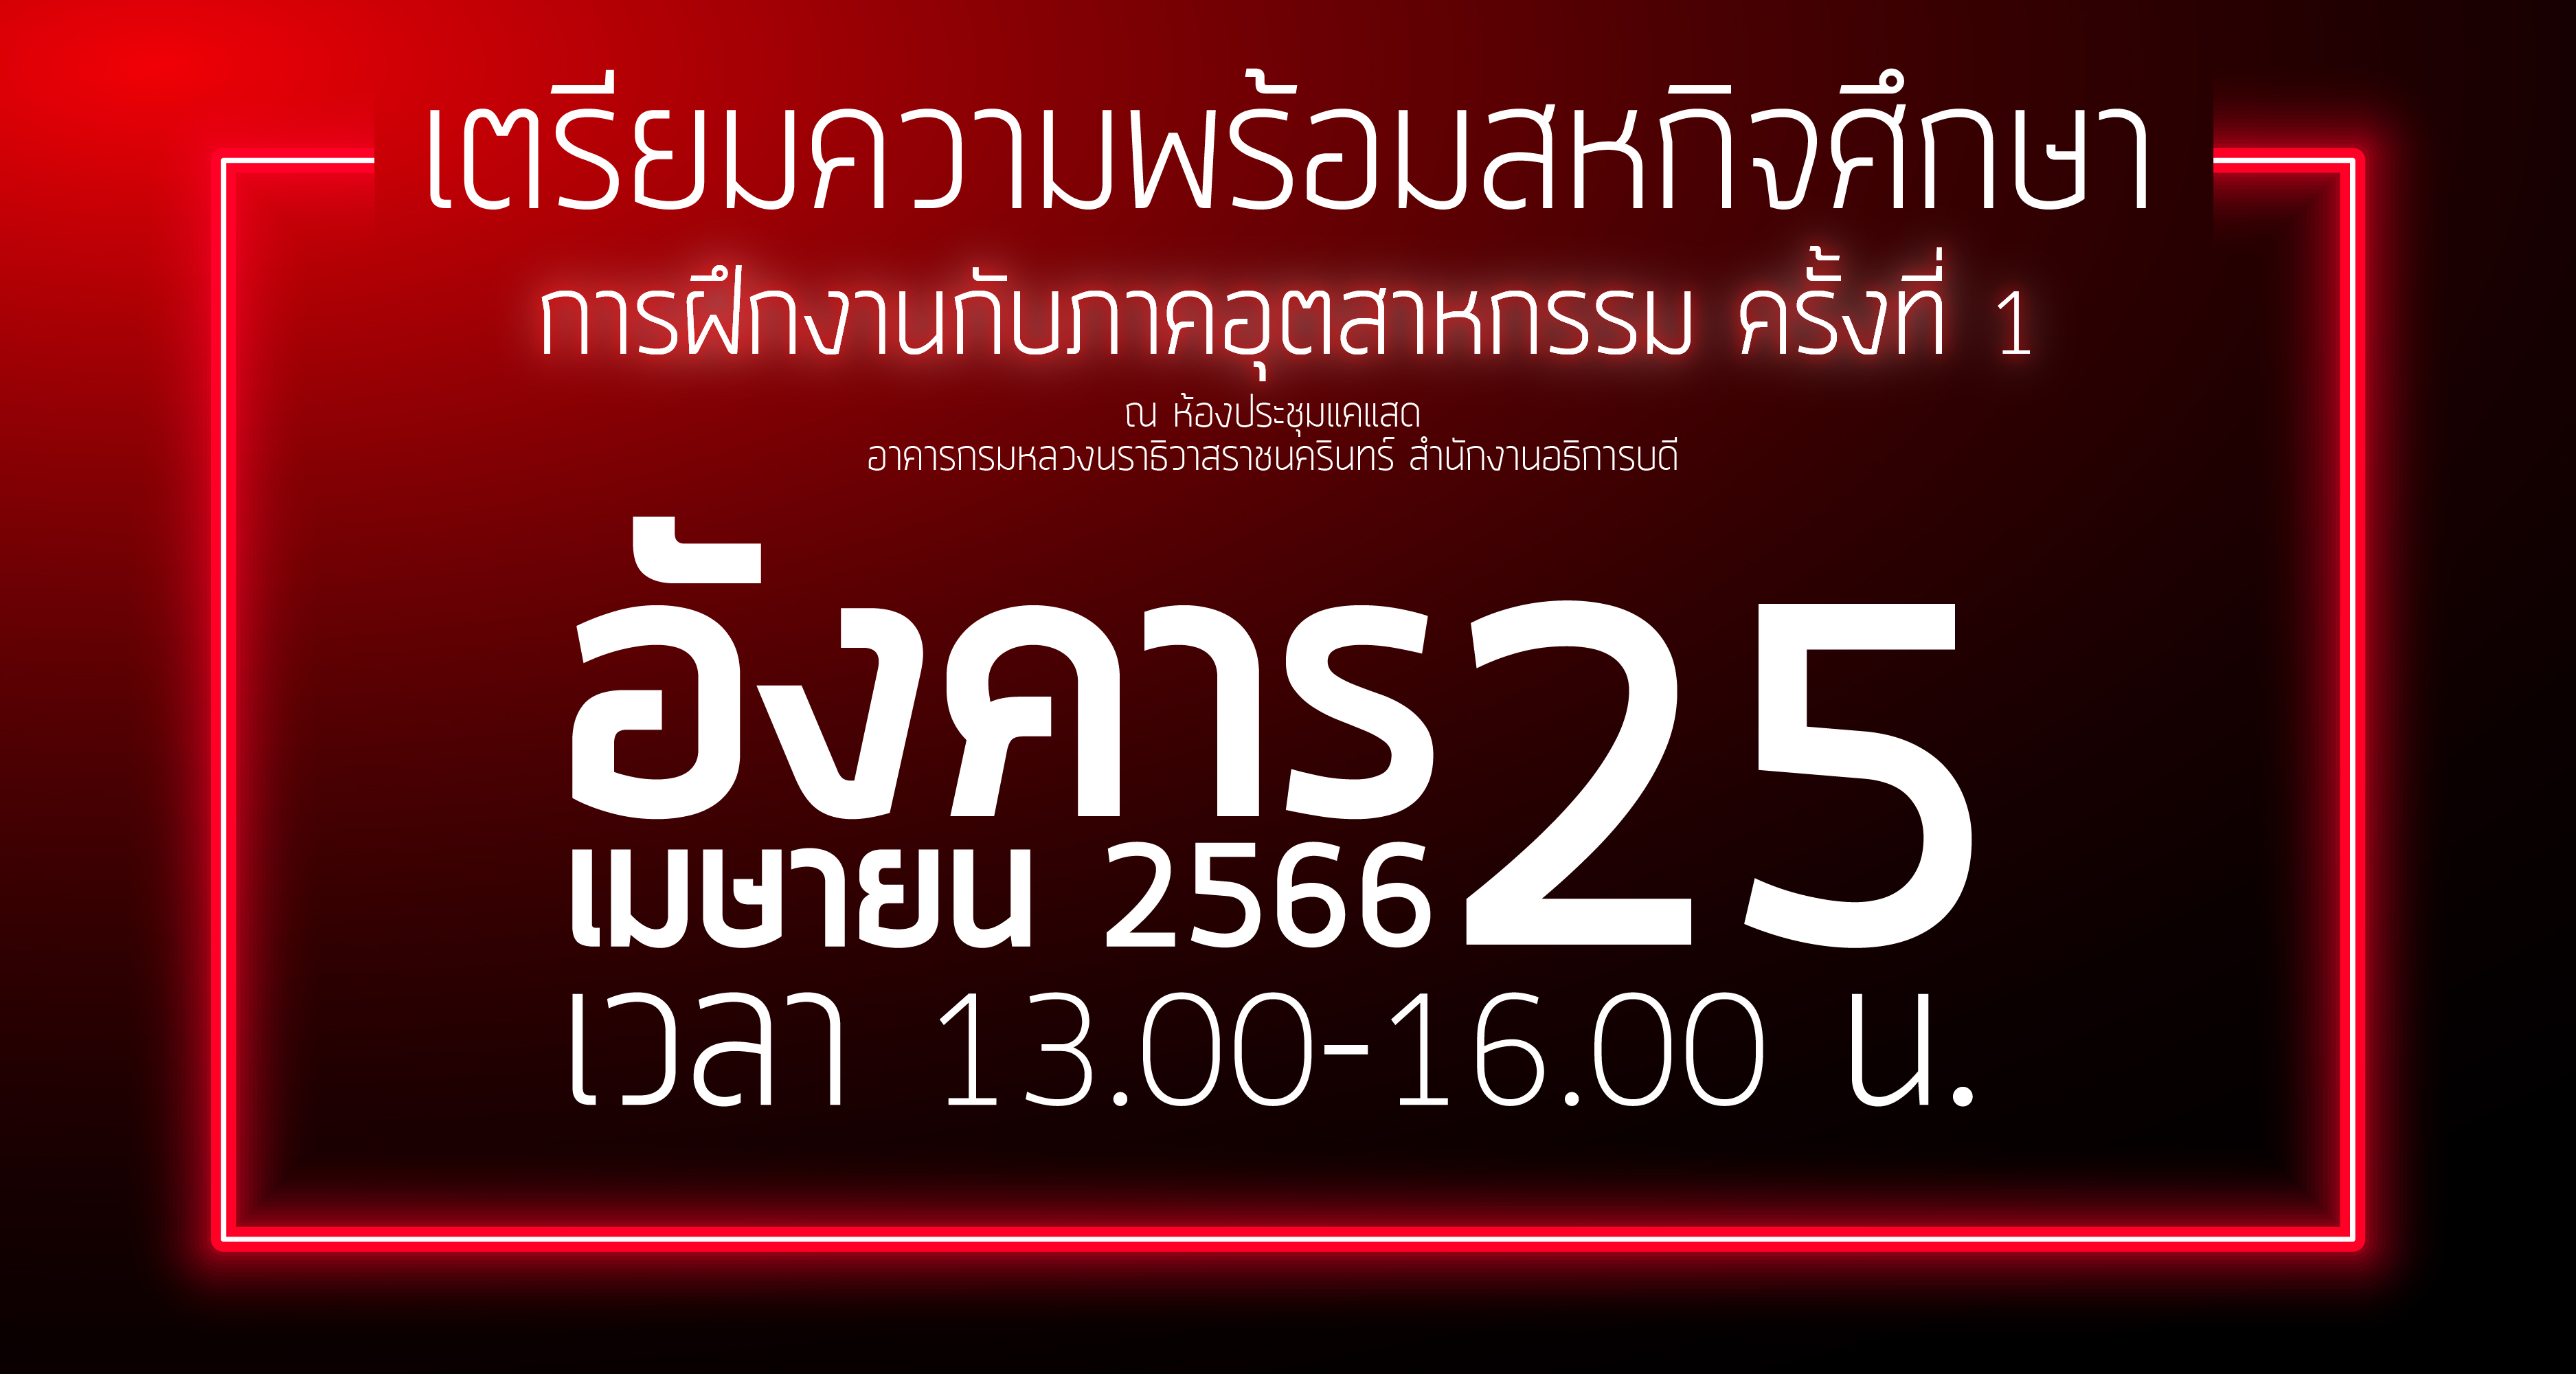 เตรียมความพร้อมสหกิจศึกษา
การฝึกงานกับภาคอุตสาหกรรม ครั้งที่ 1
ณ ห้องประชุมแคแสด
อาคารกรมหลวงนราธิวาสราชนครินทร์ สำนักงานอธิการบดี
อังคาร 25
เมษายน 2566
เวลา 13.00-16.00 น.